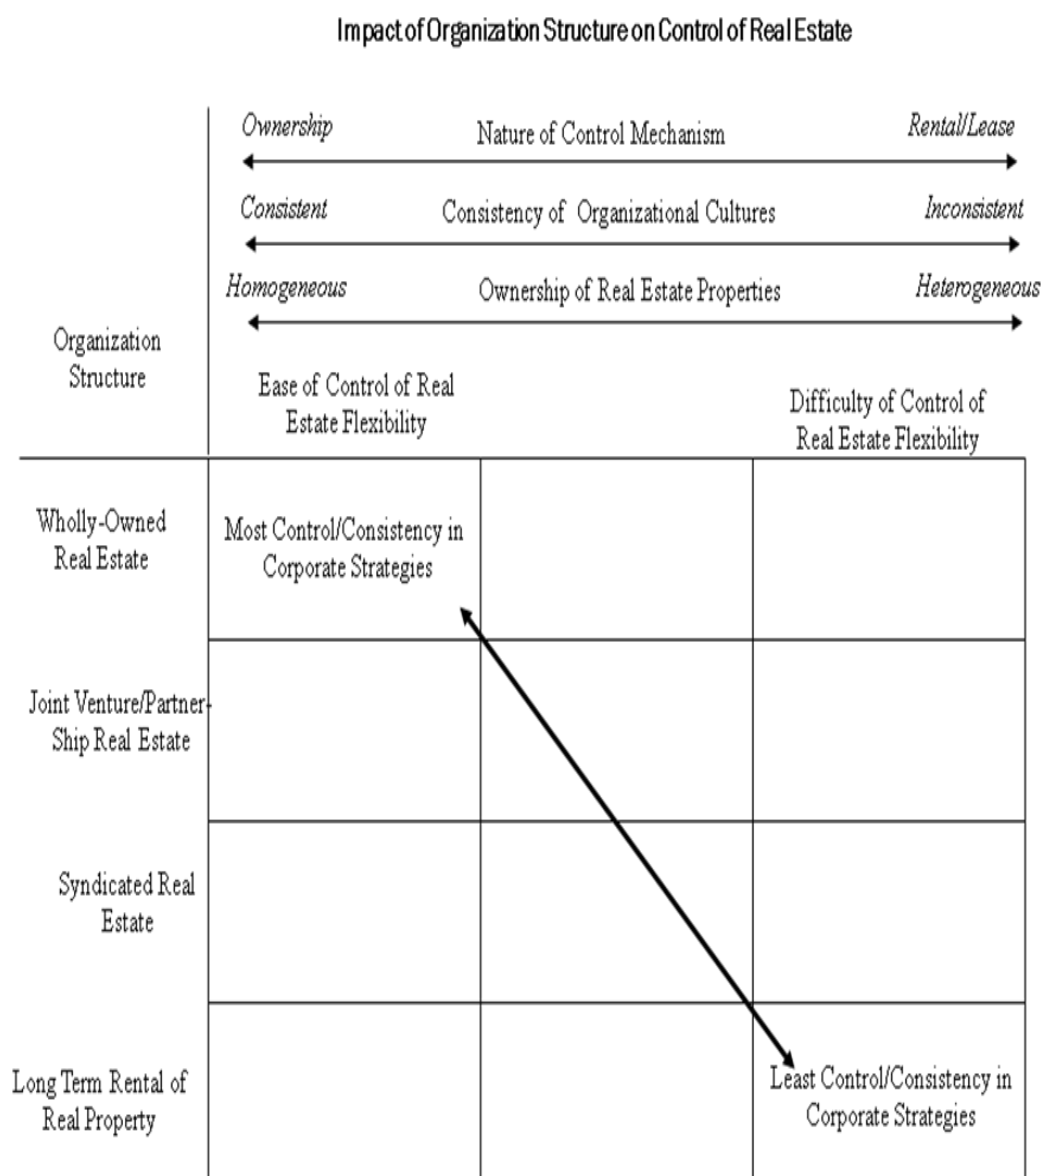 Impact of Organization Structure on Control of Real Estate
Ownership
Nature of Control Mechanism
Rental/Lease
Consistent
Consistency of Organizational Cultures
Inconsistent
Homogeneous
Ownership of Real Estate Properties
Heterogeneous
Organization
Structure
Ease of Control of Real
Estate Flexibility
Difficulty of Control of
Real Estate Flexibility
Wholly-Owned
Real Estate
Most Control/Consistency in
Corporate Strategies
Joint Venture/Partner-
Ship Real Estate
Syndicated Real
Estate
Long Term Rental of
Real Property
Least Control/Consistency in
Corporate Strategies